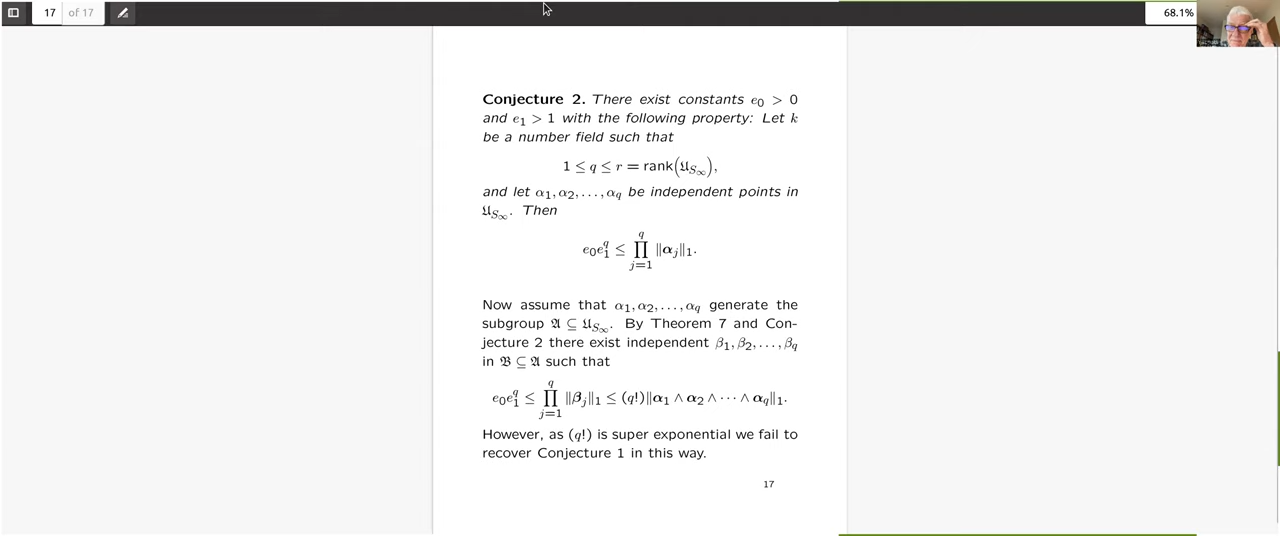 17 of 17 68.1%
Conjecture 2. There exist constants e₀ > 0
and e₁ > 1 with the following property: Let k
be a number field such that
1 ≤ q ≤ r = rank(𝔘_{S_∞}),
and let α₁, α₂, . . . , α_q be independent points in
𝔘_{S_∞}. Then
e₀e₁^q ≤ ∏_{j=1}^{q} ‖α_j‖₁.
Now assume that α₁, α₂, . . . , α_q generate the
subgroup 𝔄 ⊆ 𝔘_{S_∞}. By Theorem 7 and Con-
jecture 2 there exist independent β₁, β₂, . . . , β_q
in 𝔅 ⊆ 𝔄 such that
e₀e₁^q ≤ ∏_{j=1}^{q} ‖β_j‖₁ ≤ (q!)‖α₁ ∧ α₂ ∧ · · · ∧ α_q‖₁.
However, as (q!) is super exponential we fail to
recover Conjecture 1 in this way.
17